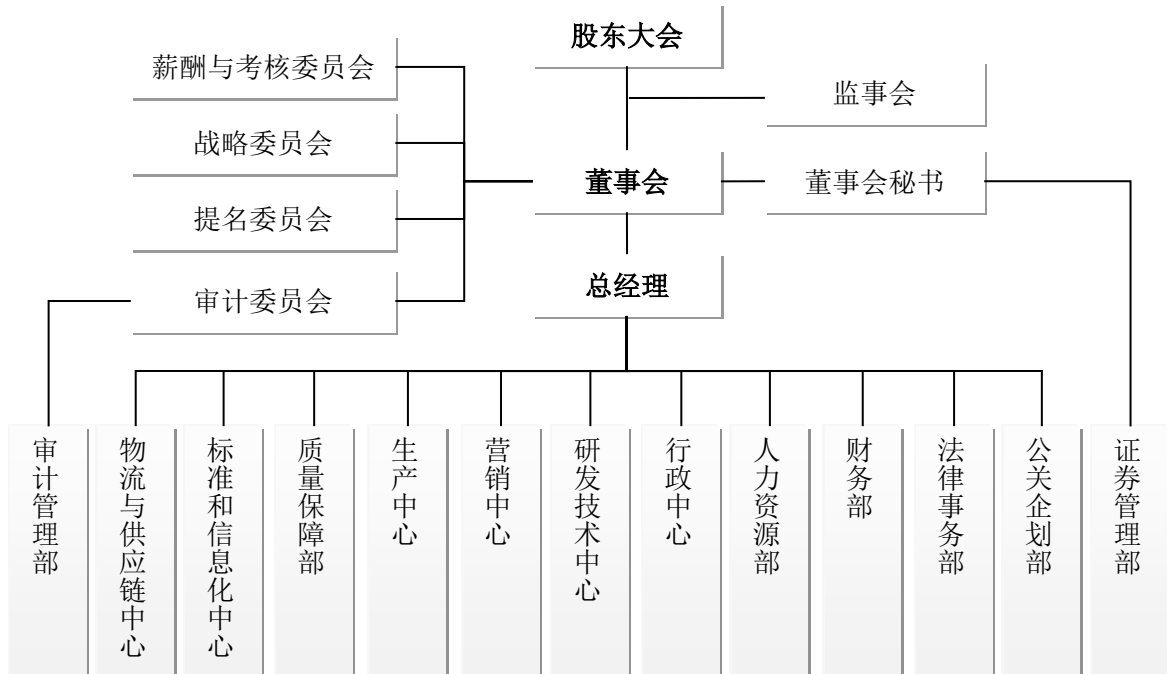 股东大会
薪酬与考核委员会
监事会
战略委员会
董事会
董事会秘书
提名委员会
总经理
审计委员会
审计管理部
物流与供应链中心
标准和信息化中心
质量保障部
生产中心
营销中心
研发技术中心
行政中心
人力资源部
财务部
法律事务部
公关企划部
证券管理部